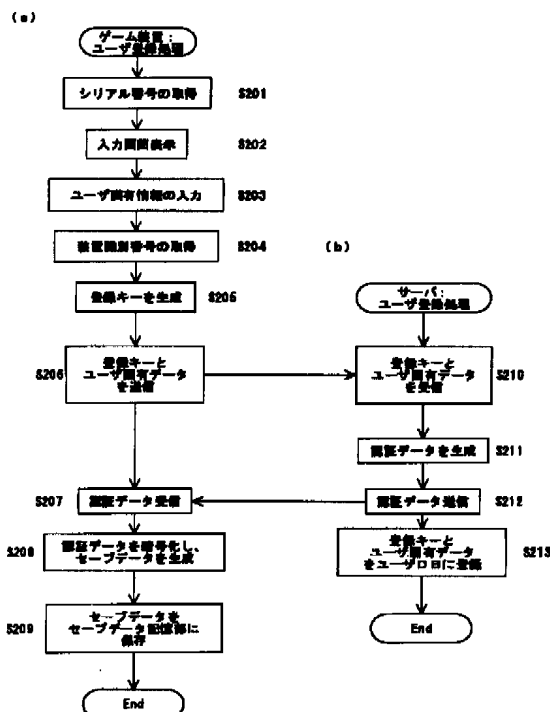 (a)
ゲーム装置:
ユーザ登録処理
シリアル番号の取得
S201
入力画面表示
S202
ユーザ固有情報の入力
S203
装置識別番号の取得
S204
登録キーを生成
S205
登録キーと
ユーザ固有データ
を送信
S206
認証データ受信
S207
認証データを暗号化し、
セーブデータを生成
S208
セーブデータを
セーブデータ記憶部に
保存
S209
End
(b)
サーバ:
ユーザ登録処理
登録キーと
ユーザ固有データ
を受信
S210
認証データを生成
S211
認証データ送信
S212
登録キーと
ユーザ固有データ
をユーザDBに登録
S213
End